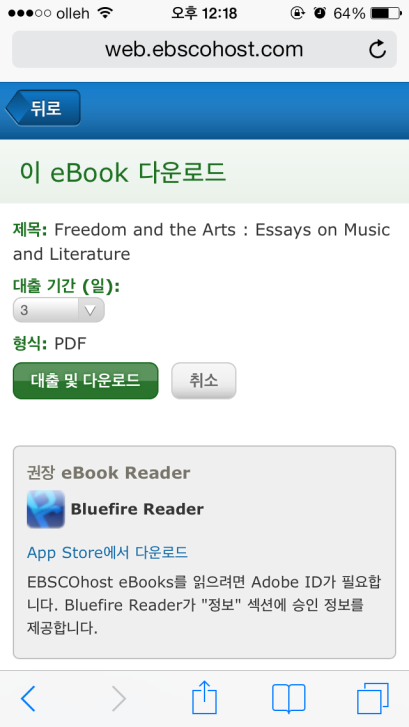 olleh 오후 12:18 64%
web.ebscohost.com
뒤로
이 eBook 다운로드
제목: Freedom and the Arts : Essays on Music
and Literature
대출 기간 (일):
3
형식: PDF
대출 및 다운로드 취소
권장 eBook Reader
Bluefire Reader
App Store에서 다운로드
EBSCOhost eBooks를 읽으려면 Adobe ID가 필요합
니다. Bluefire Reader가 "정보" 섹션에 승인 정보를
제공합니다.